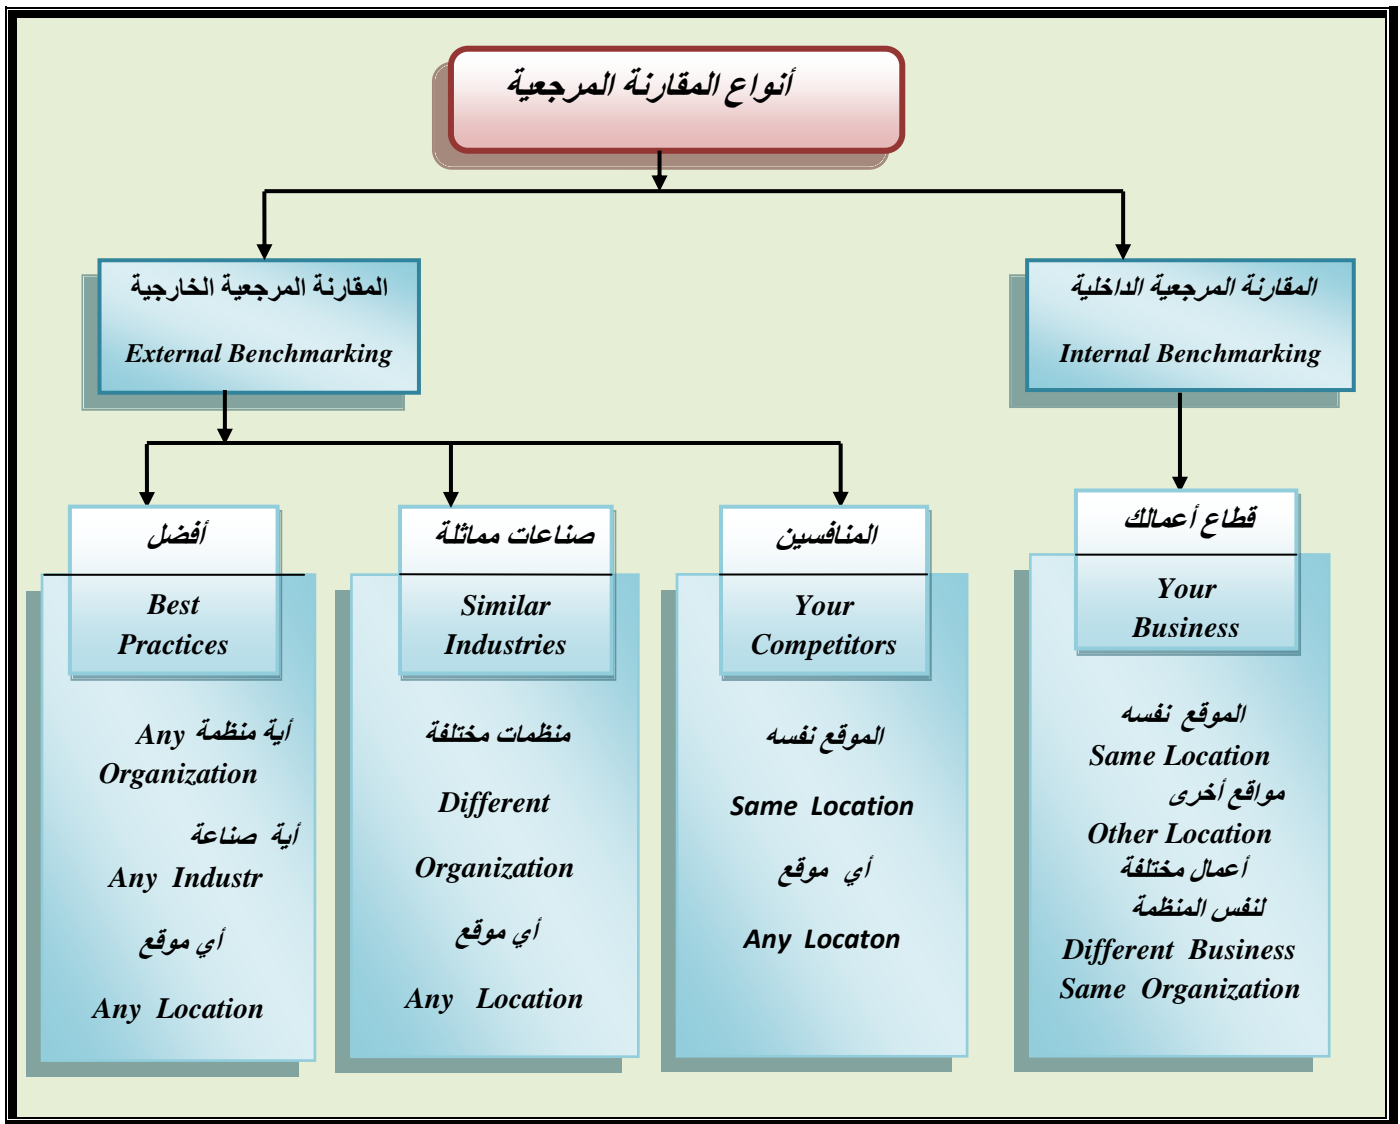 أنواع المقارنة المرجعية
المقارنة المرجعية الداخلية
Internal Benchmarking
المقارنة المرجعية الخارجية
External Benchmarking
قطاع أعمالك
Your
Business
الموقع نفسه
Same Location
مواقع أخرى
Other Location
أعمال مختلفة
لنفس المنظمة
Different Business
Same Organization
المنافسين
Your
Competitors
الموقع نفسه
Same Location
أي موقع
Any Locaton
صناعات مماثلة
Similar
Industries
منظمات مختلفة
Different
Organization
أي موقع
Any Location
أفضل
Best
Practices
أية منظمة Any
Organization
أية صناعة
Any Industr
أي موقع
Any Location